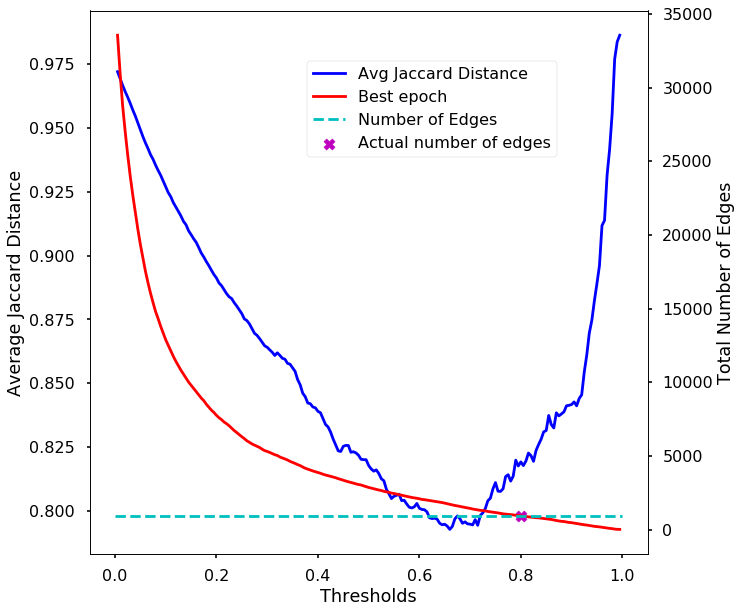 Average Jaccard Distance
0.975
0.950
0.925
0.900
0.875
0.850
0.825
0.800
Avg Jaccard Distance
Best epoch
Number of Edges
Actual number of edges
35000
30000
25000
20000
15000
10000
5000
0
Total Number of Edges
0.0 0.2 0.4 0.6 0.8 1.0
Thresholds